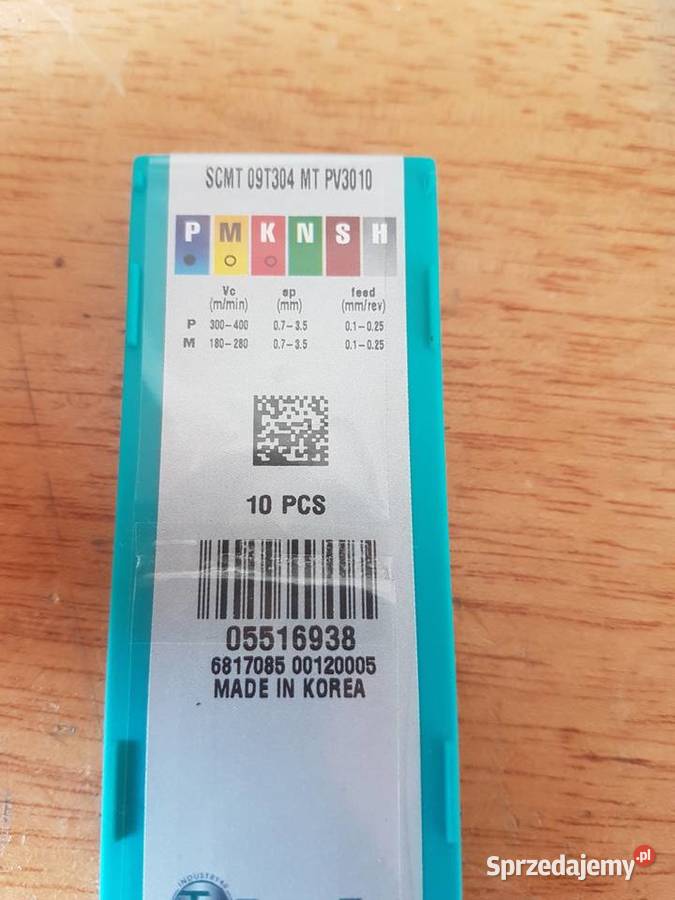 SCMT 09T304 MT PV3010
P M K N S H
Vc ap feed
(m/min) (mm) (mm/rev)
P 300-400 0.7-3.5 0.1-0.25
M 180-280 0.7-3.5 0.1-0.25
10 PCS
05516938
6817085 00120005
MADE IN KOREA
INDUSTRY4.0
Sprzedajemy.pl